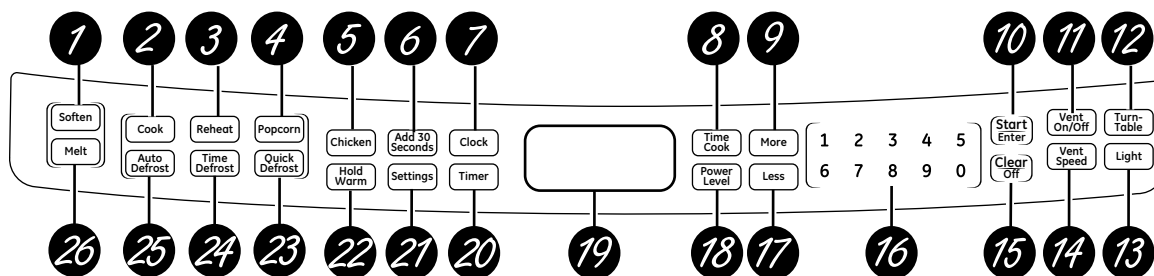 1 2 3 4 5 6 7 8 9 10 11 12
Soften
Cook
Reheat
Popcorn
Chicken
Add 30
Seconds
Clock
Time
Cook
More
1 2 3 4 5
Start
Enter
Vent
On/Off
Turn-
Table
Melt
Auto
Defrost
Time
Defrost
Quick
Defrost
Hold
Warm
Settings
Timer
Power
Level
Less
6 7 8 9 0
Clear
Off
Vent
Speed
Light
26 25 24 23 22 21 20 19 18 17 16 15 14 13